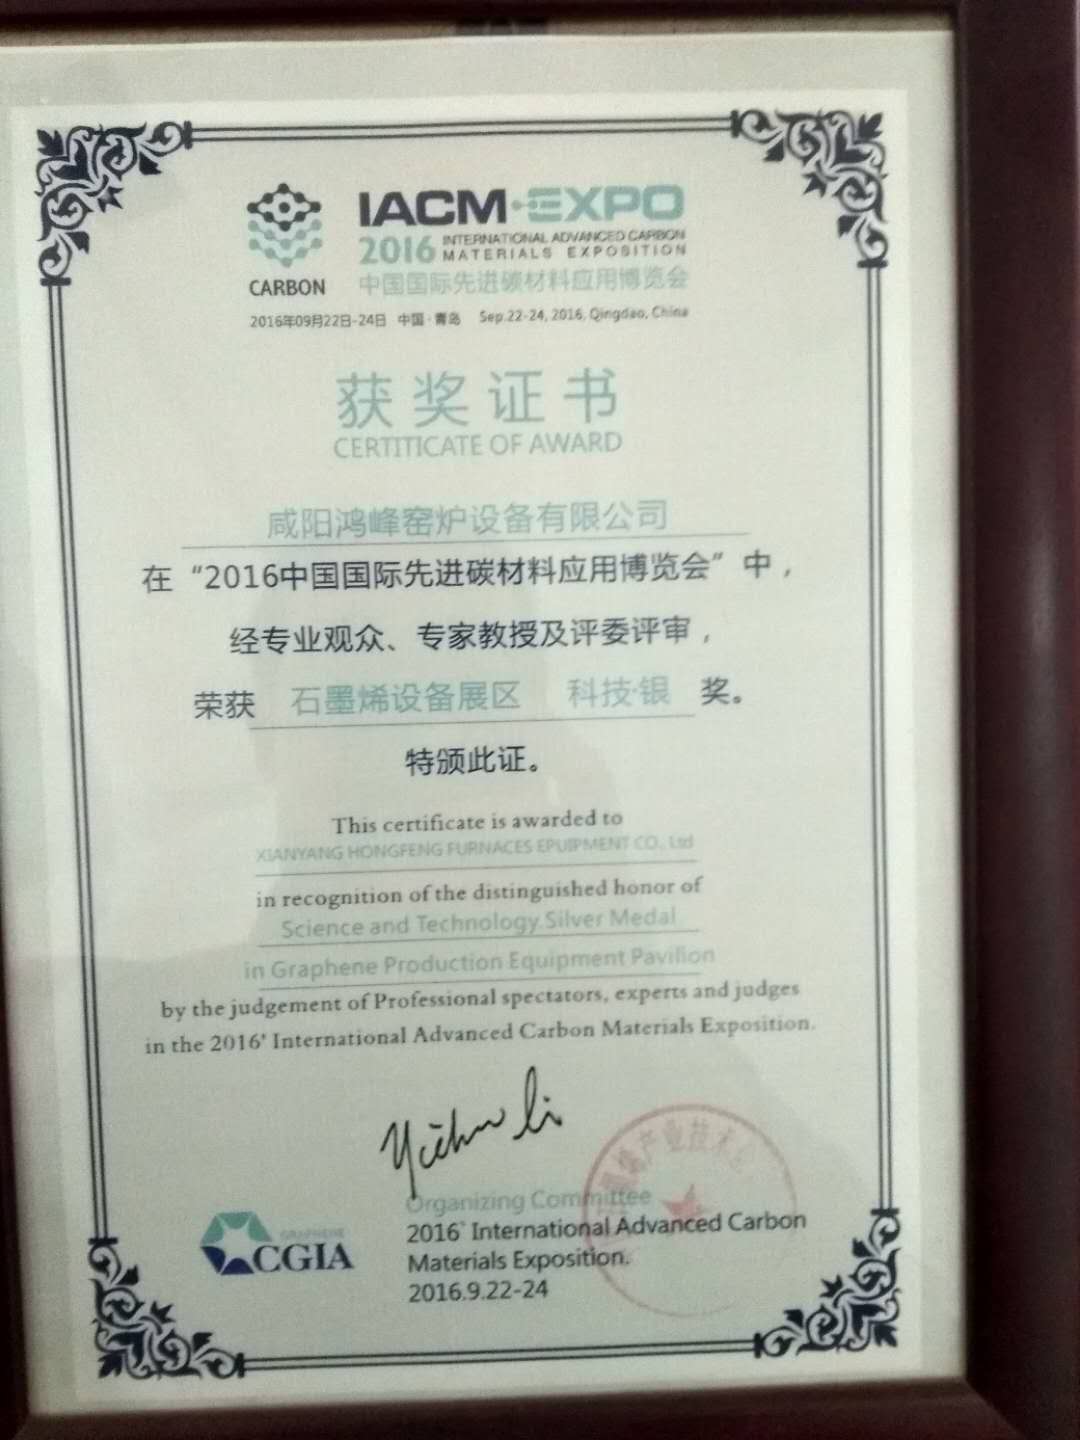 IACM·EXPO
2016 INTERNATIONAL ADVANCED CARBON
MATERIALS EXPOSITION
CARBON
中国国际先进碳材料应用博览会
2016年09月22日-24日 中国·青岛 Sep.22-24, 2016, Qingdao, China
获奖证书
CERTITICATE OF AWARD
咸阳鸿峰窑炉设备有限公司
在“2016中国国际先进碳材料应用博览会”中，
经专业观众、专家教授及评委评审，
荣获 石墨烯设备展区 科技·银 奖。
特颁此证。
This certificate is awarded to
XIANYANG HONGFENG FURNACES EPUIPMENT CO., Ltd
in recognition of the distinguished honor of
Science and Technology.Silver Medal
in Graphene Production Equipment Pavilion
by the judgement of Professional spectators, experts and judges
in the 2016' International Advanced Carbon Materials Exposition.
产业技术
Organizing Committee
GRAPHENE
CGIA
2016' International Advanced Carbon
Materials Exposition.
2016.9.22-24